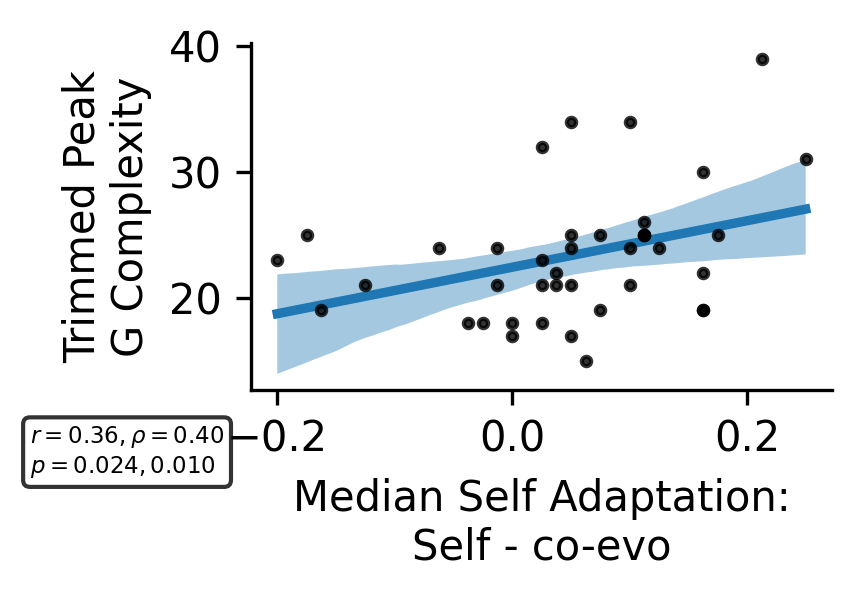 Trimmed Peak
G Complexity
40
30
20
−0.2
0.0
0.2
Median Self Adaptation:
Self - co-evo
r = 0.36, ρ = 0.40
p = 0.024, 0.010